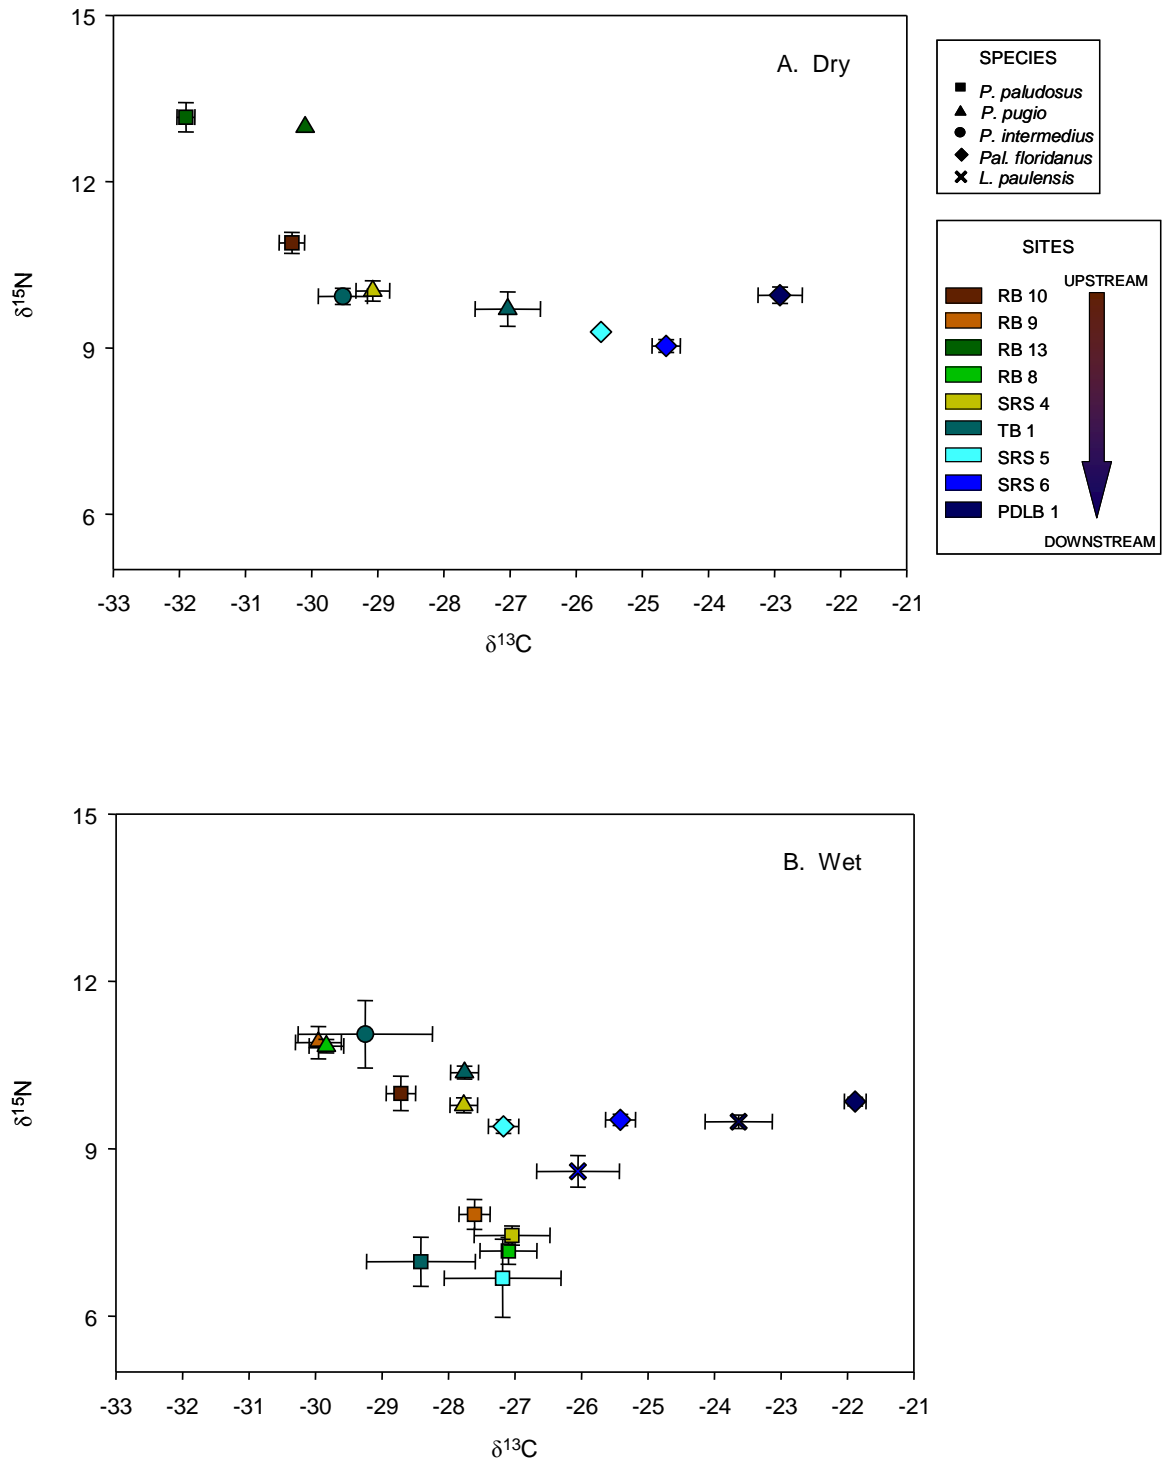 15
A. Dry
12
δ15N
9
6
-33 -32 -31 -30 -29 -28 -27 -26 -25 -24 -23 -22 -21
δ13C
SPECIES
P. paludosus
P. pugio
P. intermedius
Pal. floridanus
L. paulensis
SITES
UPSTREAM
RB 10
RB 9
RB 13
RB 8
SRS 4
TB 1
SRS 5
SRS 6
PDLB 1
DOWNSTREAM
15
B. Wet
12
δ15N
9
6
-33 -32 -31 -30 -29 -28 -27 -26 -25 -24 -23 -22 -21
δ13C